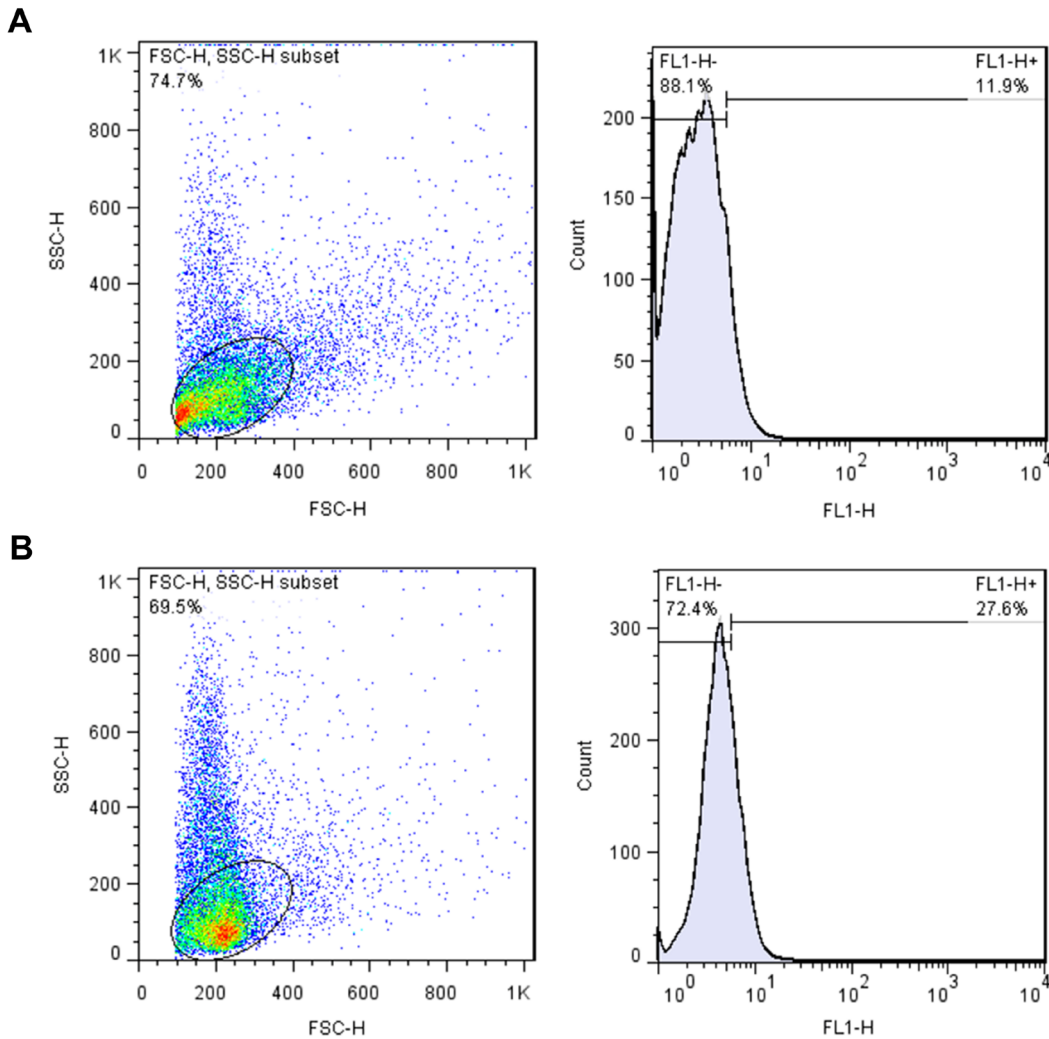 A
FSC-H, SSC-H subset
74.7%
1K
800
600
400
200
0
SSC-H
0 200 400 600 800 1K
FSC-H
FL1-H-
88.1%
FL1-H+
11.9%
200
150
100
50
0
Count
10^0 10^1 10^2 10^3 10^4
FL1-H
B
FSC-H, SSC-H subset
69.5%
1K
800
600
400
200
0
SSC-H
0 200 400 600 800 1K
FSC-H
FL1-H-
72.4%
FL1-H+
27.6%
300
200
100
0
Count
10^0 10^1 10^2 10^3 10^4
FL1-H